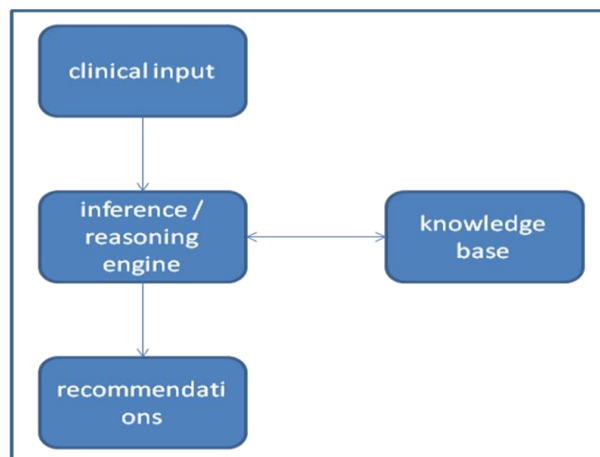 clinical input
inference /
reasoning
engine
knowledge
base
recommendati
ons